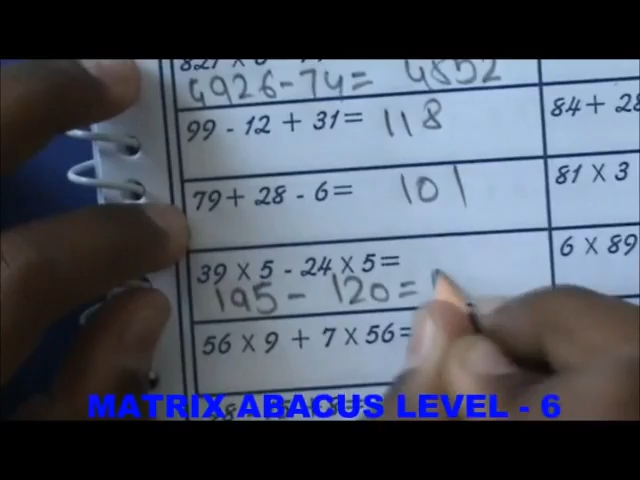 4926-74= 4852
99 - 12 + 31= 118
84+ 28
79+ 28 - 6= 101
81 X 3
39 X 5 - 24 X 5=
195 - 120 =
6 X 89
56 X 9 + 7 X 56=
MATRIX ABACUS LEVEL - 6